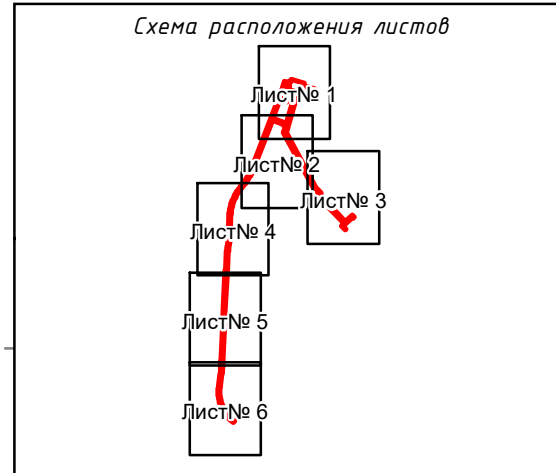 Схема расположения листов
Лист№ 1
Лист№ 2
Лист№ 3
Лист№ 4
Лист№ 5
Лист№ 6